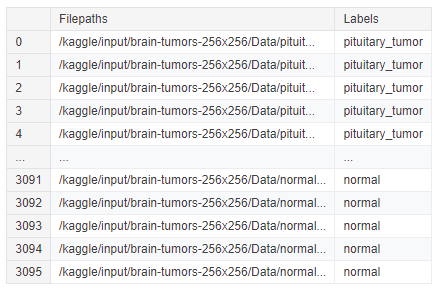 Filepaths Labels
0 /kaggle/input/brain-tumors-256x256/Data/pituit... pituitary_tumor
1 /kaggle/input/brain-tumors-256x256/Data/pituit... pituitary_tumor
2 /kaggle/input/brain-tumors-256x256/Data/pituit... pituitary_tumor
3 /kaggle/input/brain-tumors-256x256/Data/pituit... pituitary_tumor
4 /kaggle/input/brain-tumors-256x256/Data/pituit... pituitary_tumor
... ... ...
3091 /kaggle/input/brain-tumors-256x256/Data/normal... normal
3092 /kaggle/input/brain-tumors-256x256/Data/normal... normal
3093 /kaggle/input/brain-tumors-256x256/Data/normal... normal
3094 /kaggle/input/brain-tumors-256x256/Data/normal... normal
3095 /kaggle/input/brain-tumors-256x256/Data/normal... normal